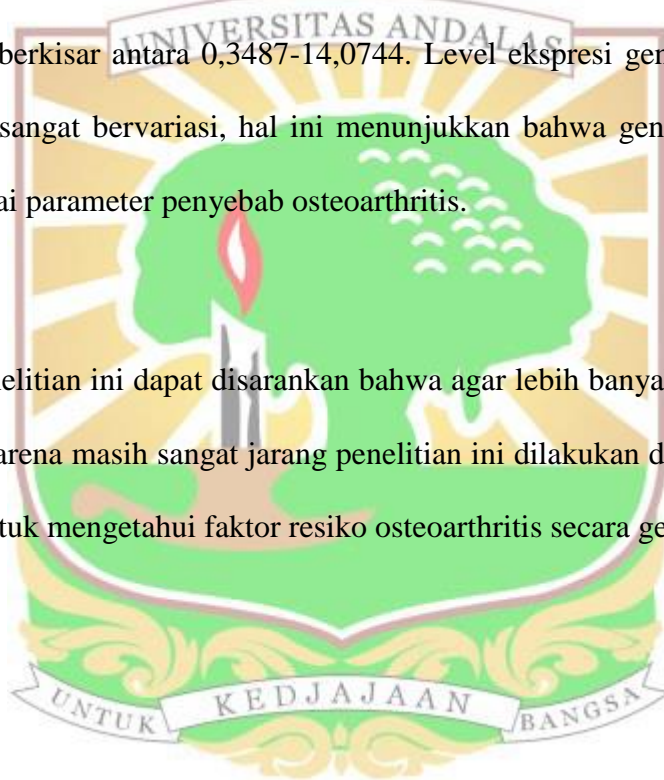 UNIVERSITAS ANDALAS
berkisar antara 0,3487-14,0744. Level ekspresi gen
sangat bervariasi, hal ini menunjukkan bahwa gen
ai parameter penyebab osteoarthritis.
elitian ini dapat disarankan bahwa agar lebih banya
arena masih sangat jarang penelitian ini dilakukan d
tuk mengetahui faktor resiko osteoarthritis secara ge
UNTUK KEDJAJAAN BANGSA